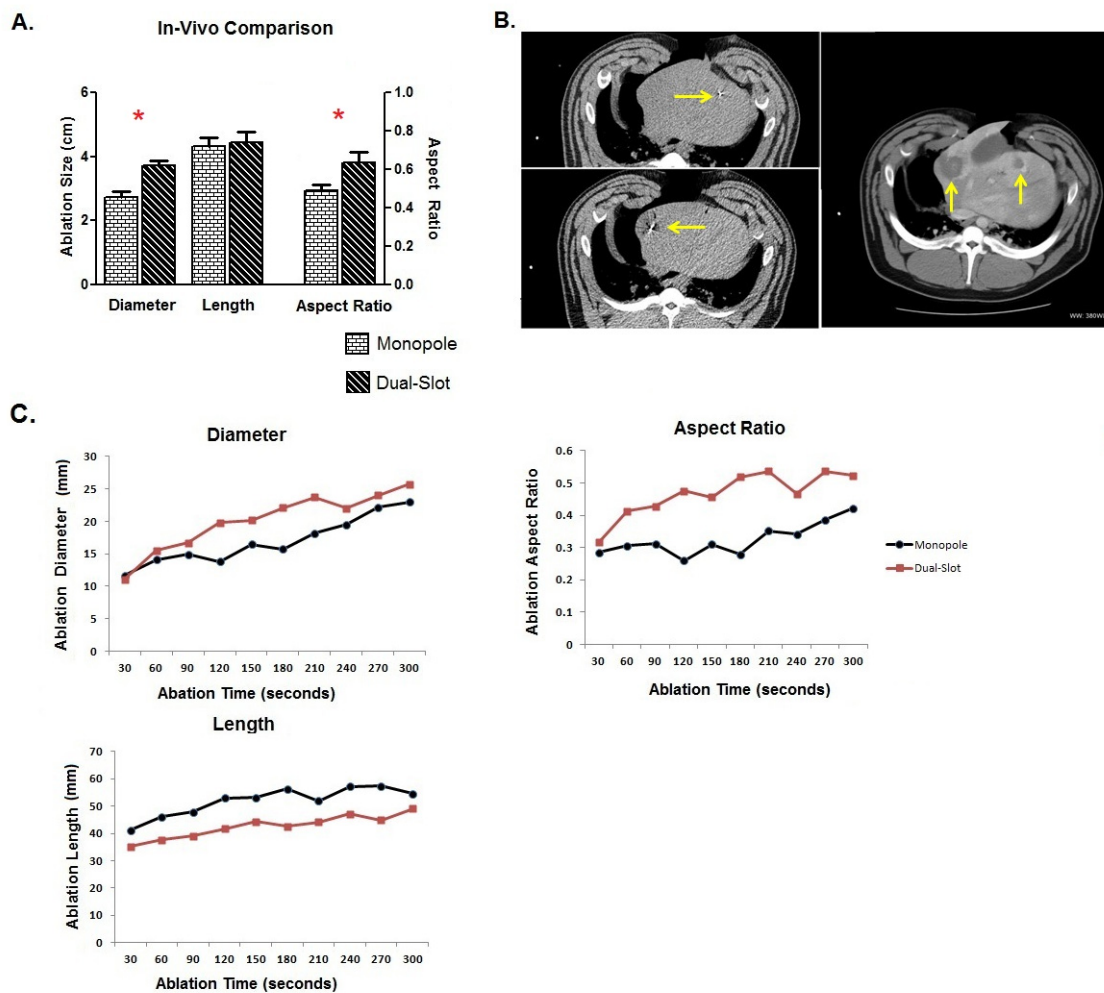 A.
In-Vivo Comparison
Ablation Size (cm)
6
4
2
0
*
*
1.0
0.8
0.6
0.4
0.2
0.0
Aspect Ratio
Diameter Length Aspect Ratio
Monopole
Dual-Slot
B.
WW: 380W
C.
Diameter
Ablation Diameter (mm)
30
25
20
15
10
5
0
30 60 90 120 150 180 210 240 270 300
Abation Time (seconds)
Aspect Ratio
Ablation Aspect Ratio
0.6
0.5
0.4
0.3
0.2
0.1
0
30 60 90 120 150 180 210 240 270 300
Ablation Time (seconds)
Monopole
Dual-Slot
Length
Ablation Length (mm)
70
60
50
40
30
20
10
0
30 60 90 120 150 180 210 240 270 300
Ablation Time (seconds)